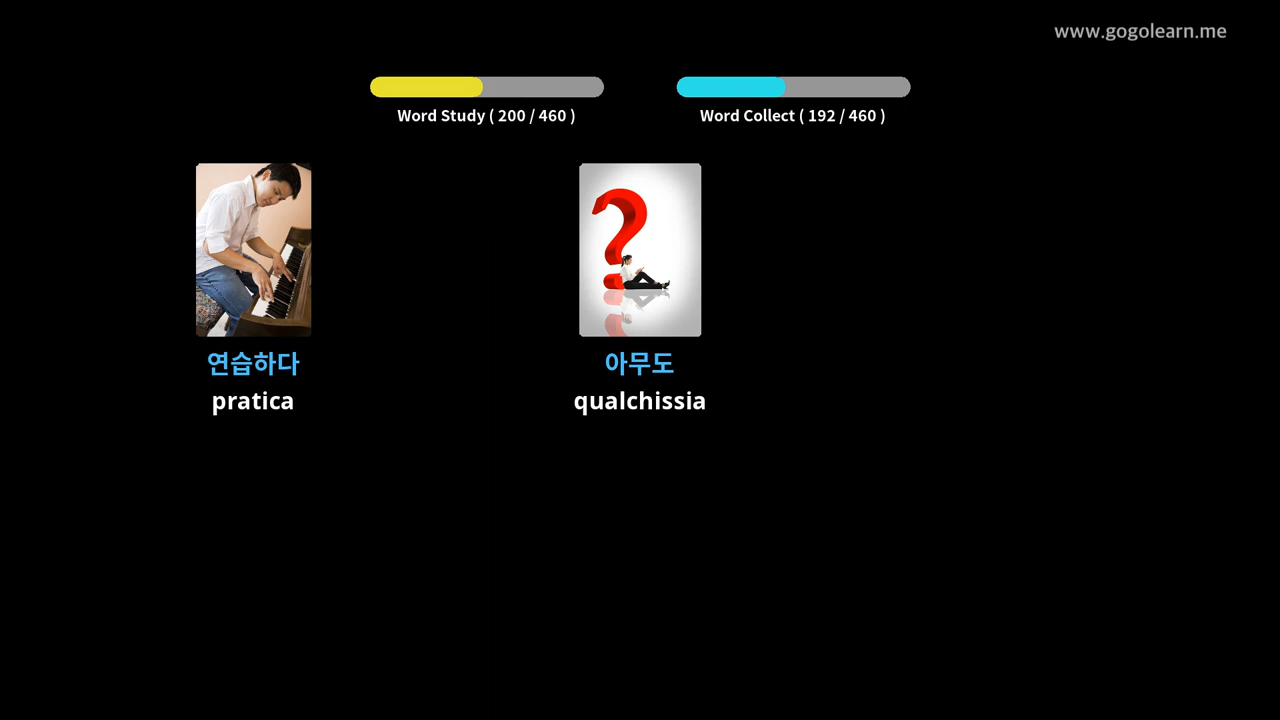 www.gogolearn.me
Word Study ( 200 / 460 )
Word Collect ( 192 / 460 )
연습하다
pratica
아무도
qualchissia